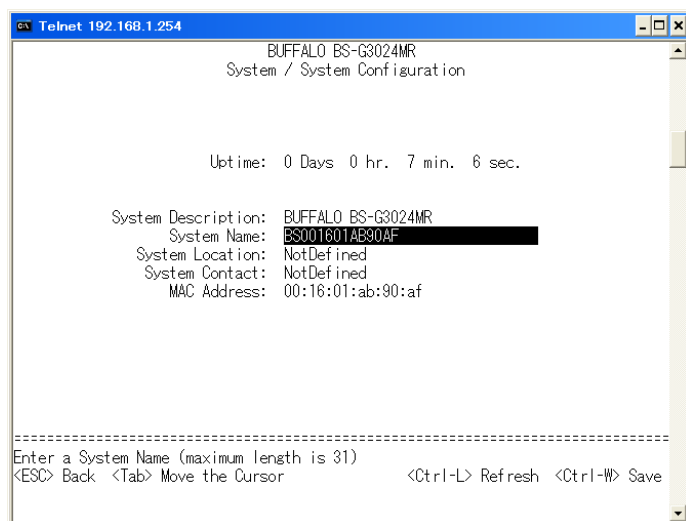 Telnet 192.168.1.254
BUFFALO BS-G3024MR
System / System Configuration
Uptime: 0 Days 0 hr. 7 min. 6 sec.
System Description: BUFFALO BS-G3024MR
System Name: BS001601AB90AF
System Location: NotDefined
System Contact: NotDefined
MAC Address: 00:16:01:ab:90:af
================================================================================
Enter a System Name (maximum length is 31)
<ESC> Back <Tab> Move the Cursor <Ctrl-L> Refresh <Ctrl-W> Save